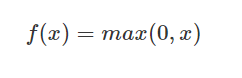 f(x) = max(0, x)